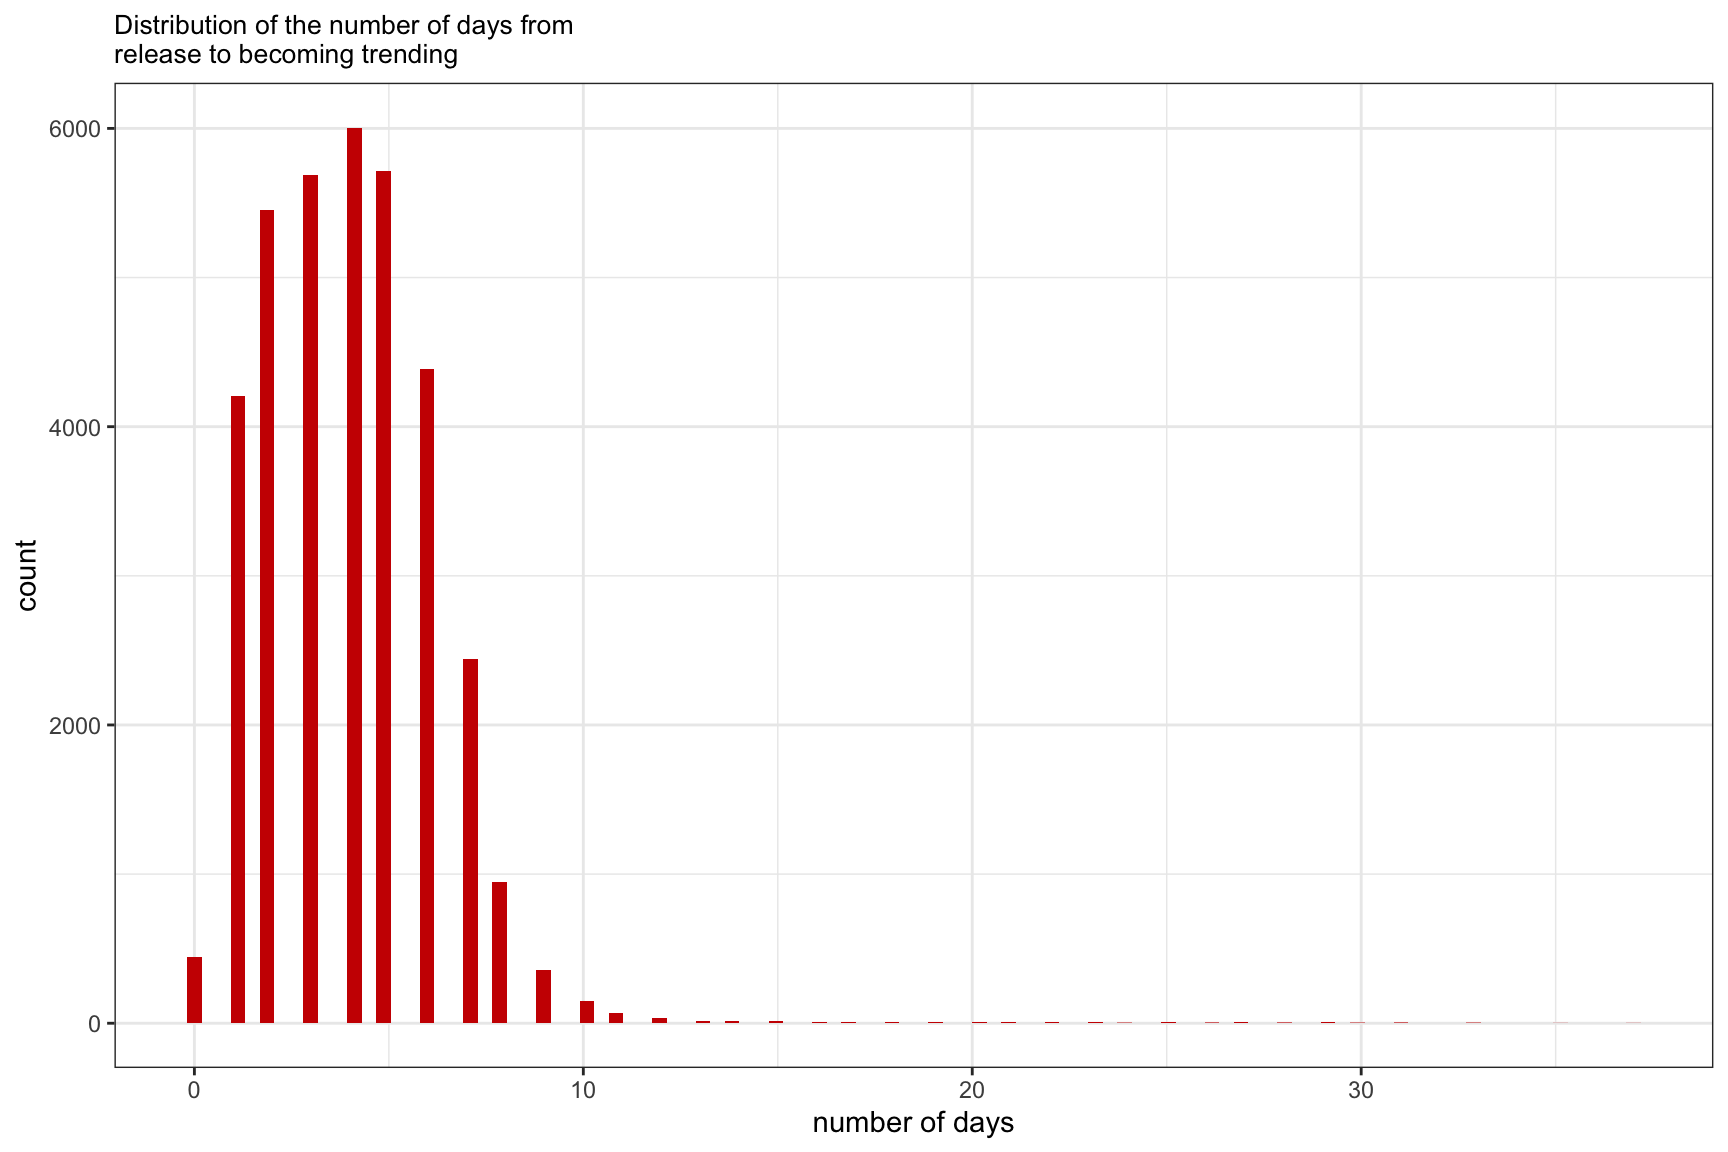 Distribution of the number of days from
release to becoming trending
6000
4000
2000
0
count
0 10 20 30
number of days